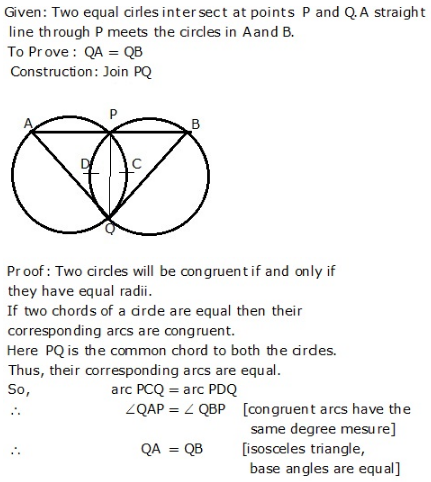 Given: Two equal cirles intersect at points P and Q. A straight
line through P meets the circles in A and B.
To Prove : QA = QB
Construction: Join PQ
P
A B
D C
Q
Proof: Two circles will be congruent if and only if
they have equal radii.
If two chords of a circle are equal then their
corresponding arcs are congruent.
Here PQ is the common chord to both the circles.
Thus, their corresponding arcs are equal.
So, arc PCQ = arc PDQ
∴ ∠QAP = ∠ QBP [congruent arcs have the
same degree mesure]
∴ QA = QB [isosceles triangle,
base angles are equal]